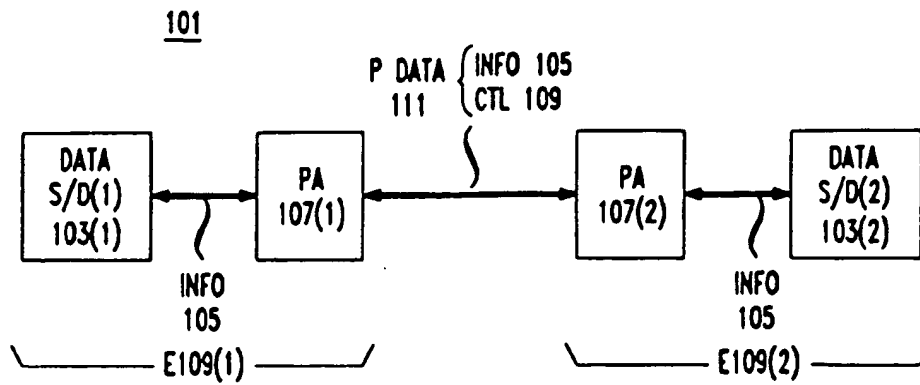 101
P DATA
111
INFO 105
CTL 109
DATA
S/D(1)
103(1)
PA
107(1)
PA
107(2)
DATA
S/D(2)
103(2)
INFO
105
INFO
105
E109(1)
E109(2)